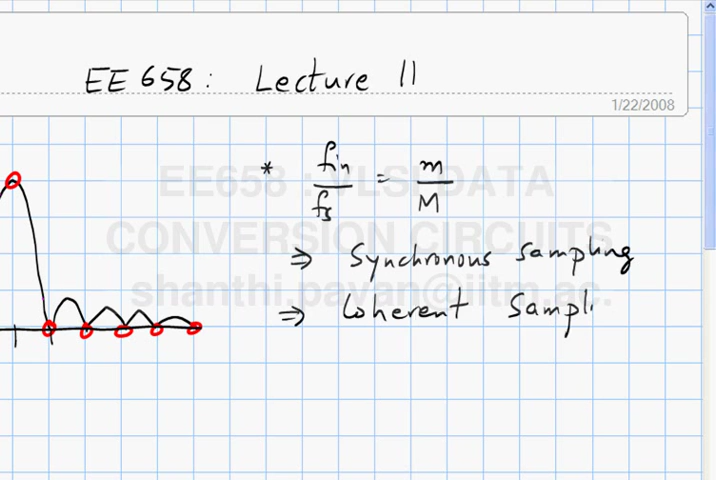 EE 658 : Lecture 11
1/22/2008
* fin/fs = m/M
EE658 : VLSI DATA
CONVERSION CIRCUITS
⇒ Synchronous Sampling
shanthi.pavan@iitm.ac.
⇒ Coherent Sampli